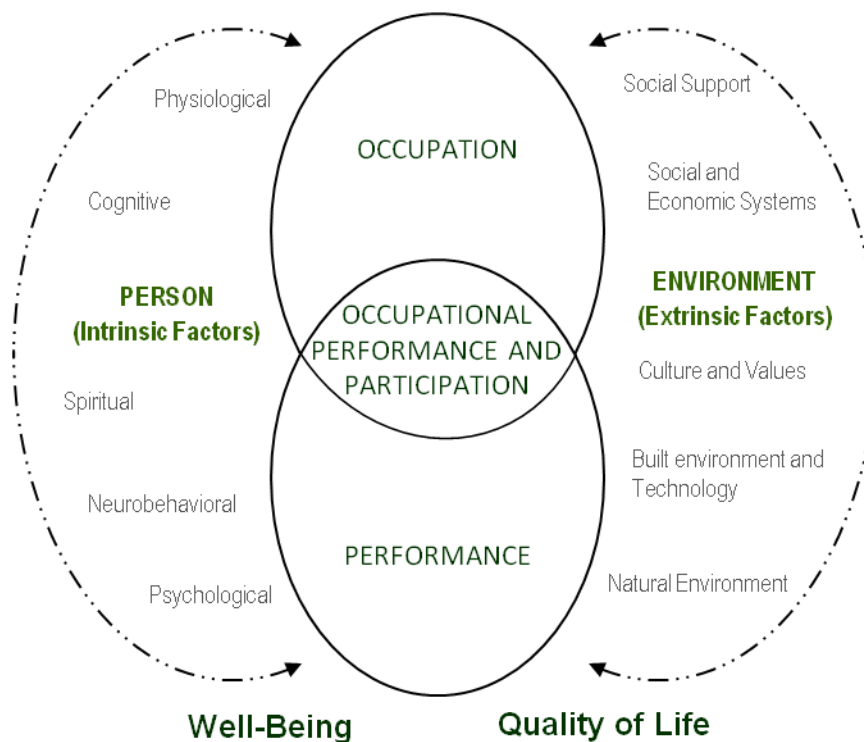 Physiological
Cognitive
PERSON
(Intrinsic Factors)
Spiritual
Neurobehavioral
Psychological
OCCUPATION
OCCUPATIONAL
PERFORMANCE AND
PARTICIPATION
PERFORMANCE
Social Support
Social and
Economic Systems
ENVIRONMENT
(Extrinsic Factors)
Culture and Values
Built environment and
Technology
Natural Environment
Well-Being
Quality of Life